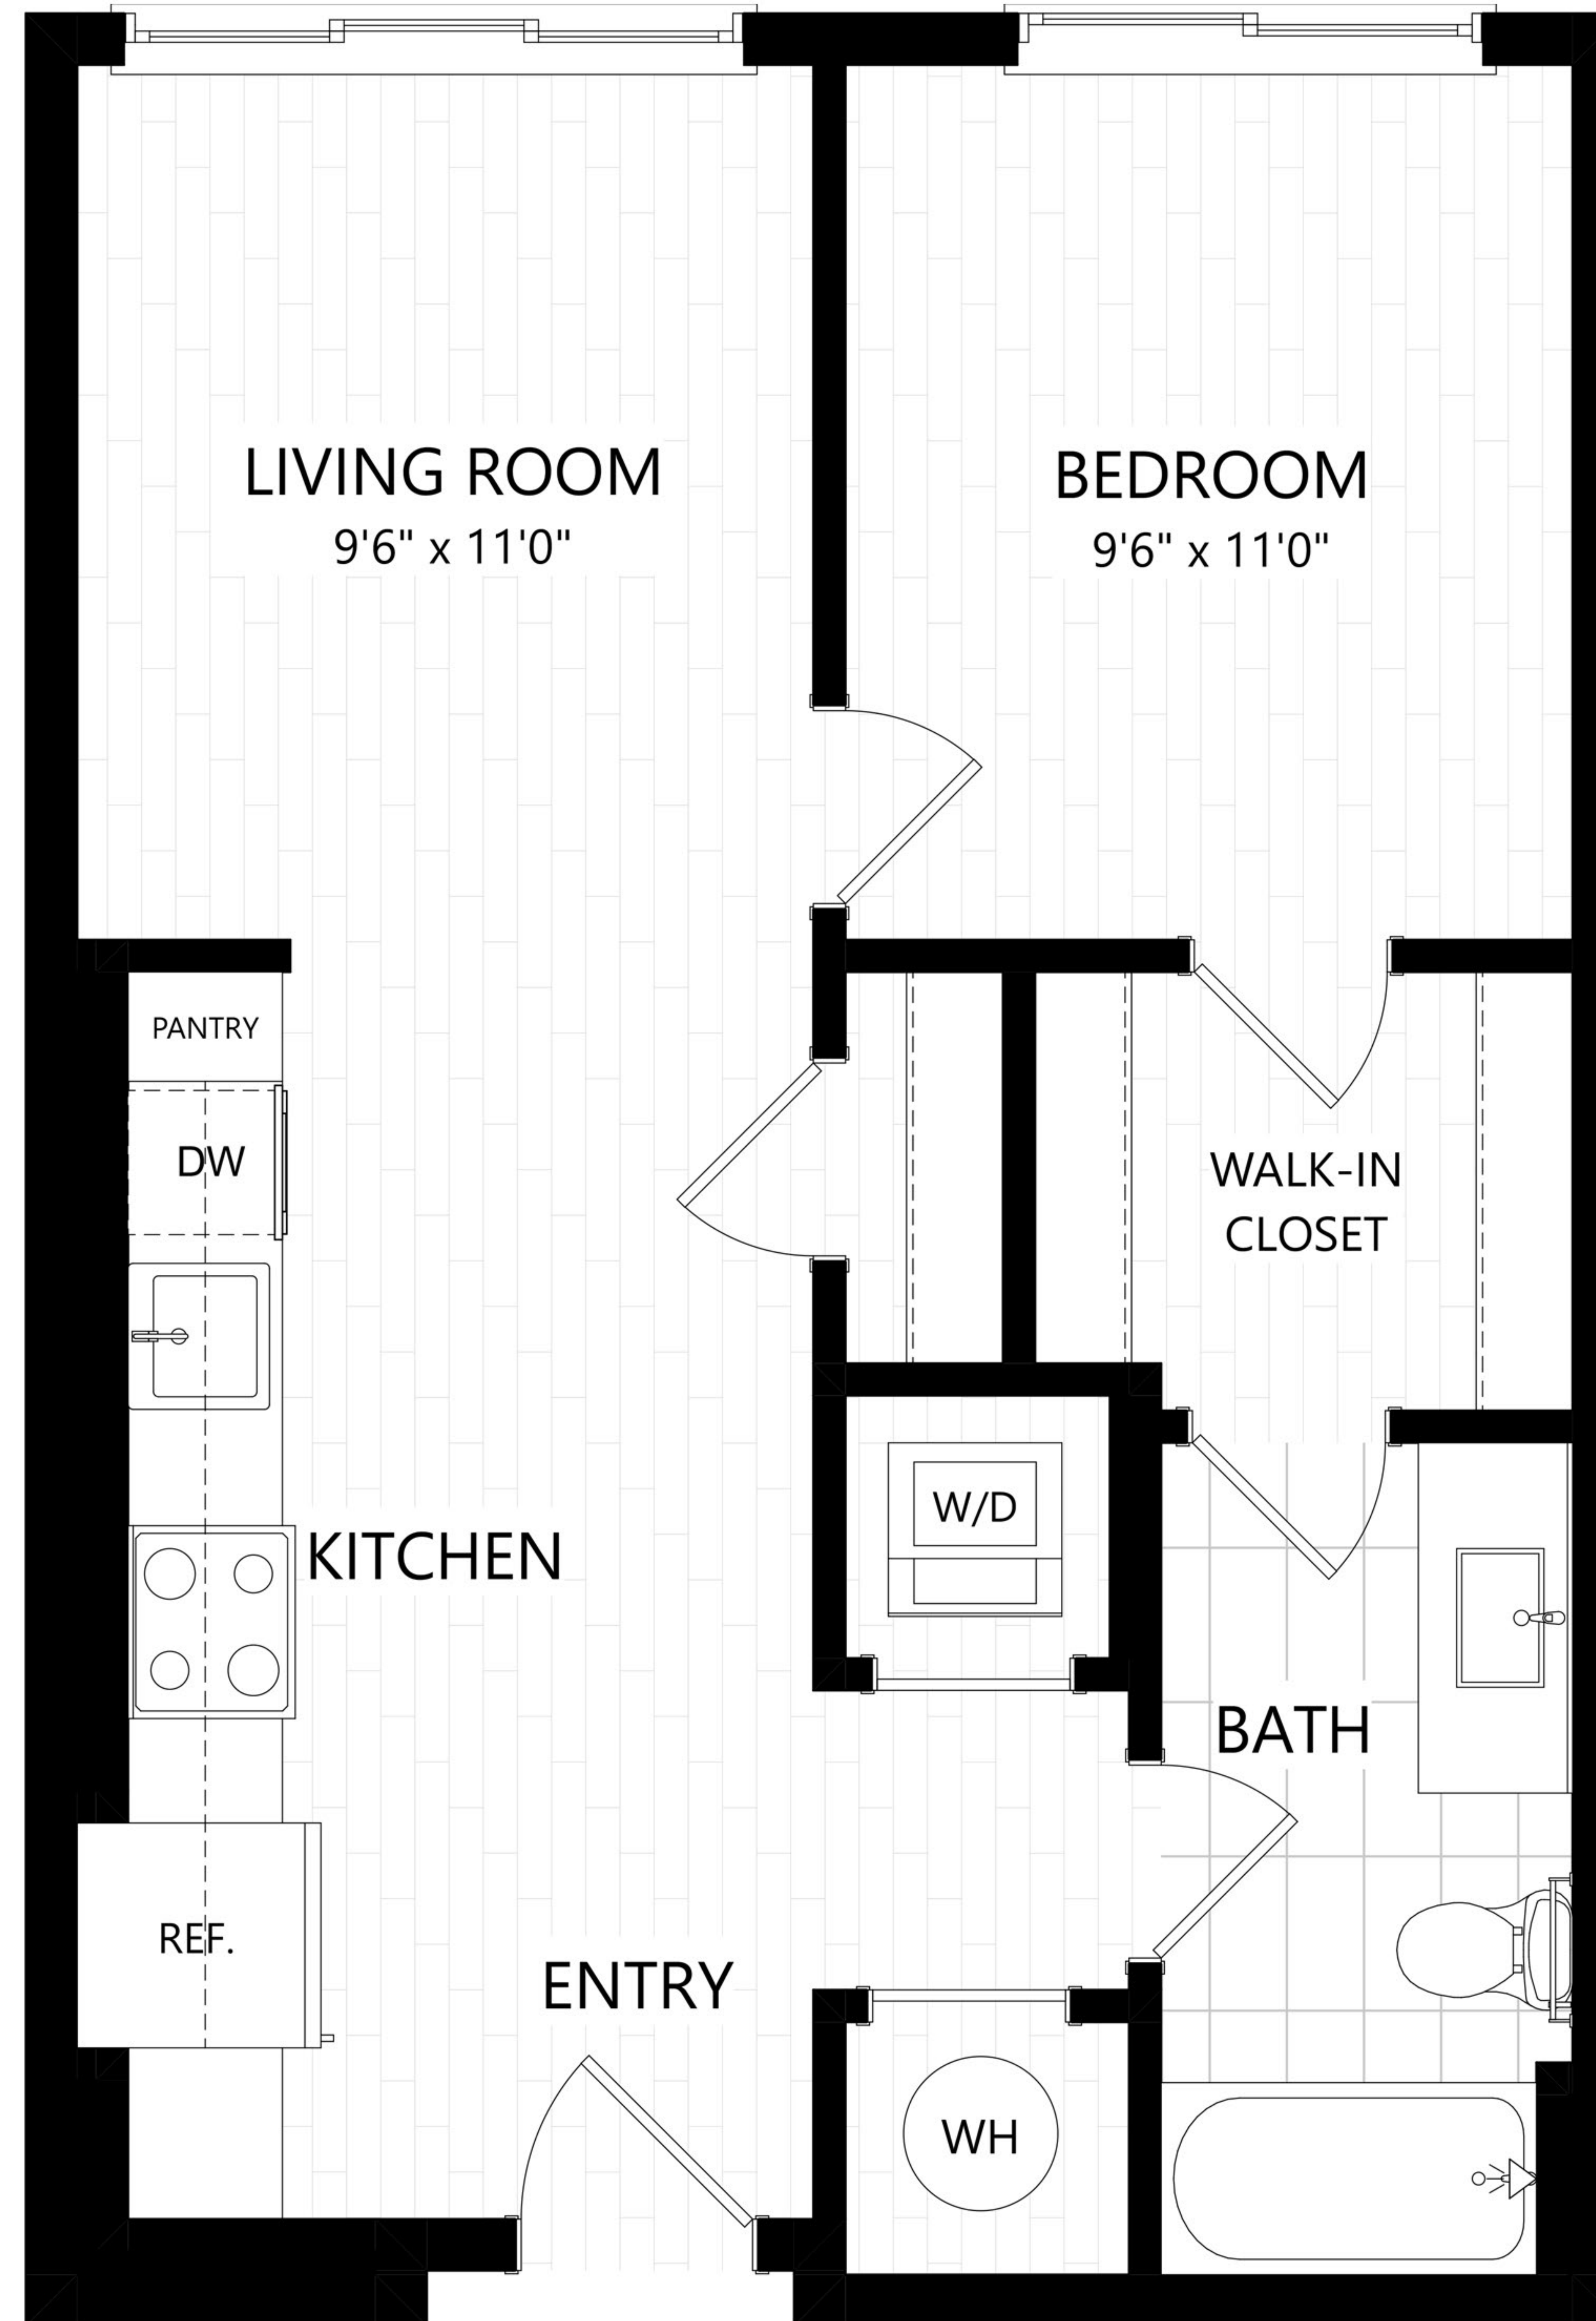 LIVING ROOM
9'6" x 11'0"
BEDROOM
9'6" x 11'0"
PANTRY
DW
WALK-IN
CLOSET
W/D
KITCHEN
BATH
REF.
ENTRY
WH